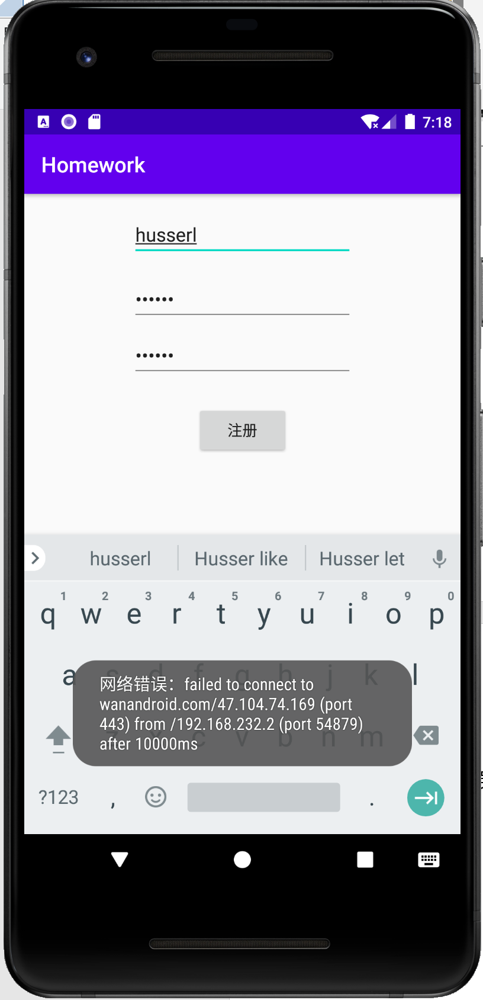 7:18
Homework
husserl
••••••
••••••
注册
husserl Husser like Husser let
1 2 3 4 5 6 7 8 9 0
q w e r t y u i o p
a s d f g h j k l
网络错误：failed to connect to
wanandroid.com/47.104.74.169 (port
443) from /192.168.232.2 (port 54879)
after 10000ms
z c v b n m
?123 , .